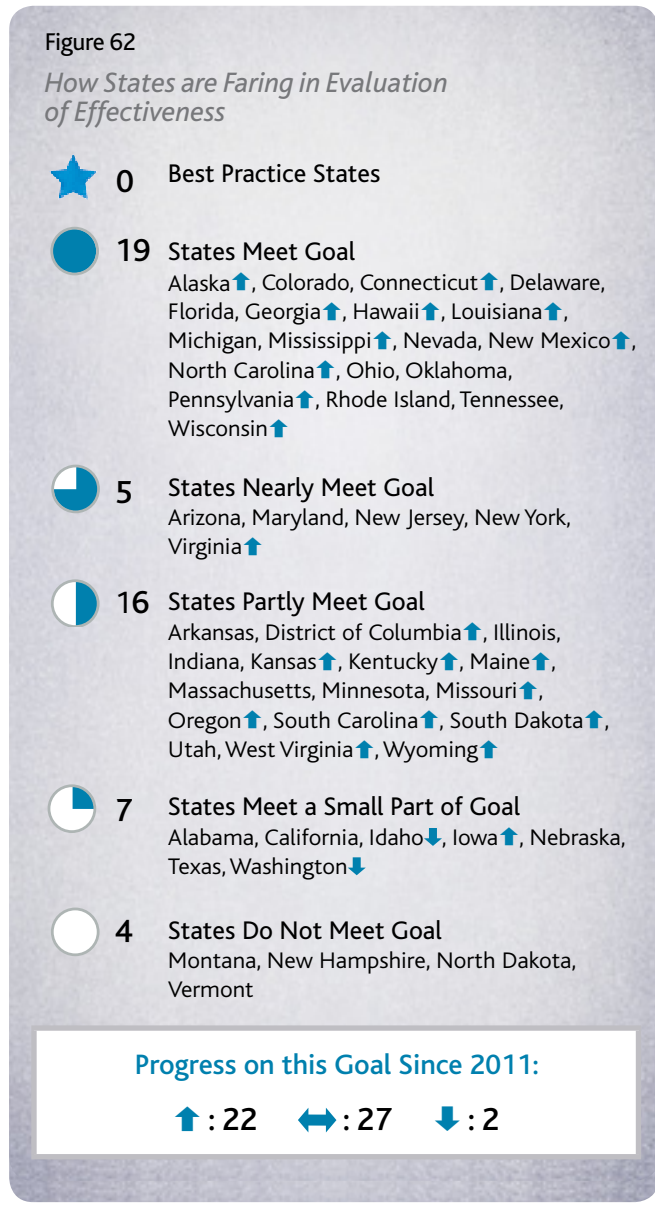 Figure 62
How States are Faring in Evaluation
of Effectiveness
0 Best Practice States
19 States Meet Goal
Alaska⬆, Colorado, Connecticut⬆, Delaware,
Florida, Georgia⬆, Hawaii⬆, Louisiana⬆,
Michigan, Mississippi⬆, Nevada, New Mexico⬆,
North Carolina⬆, Ohio, Oklahoma,
Pennsylvania⬆, Rhode Island, Tennessee,
Wisconsin⬆
5 States Nearly Meet Goal
Arizona, Maryland, New Jersey, New York,
Virginia⬆
16 States Partly Meet Goal
Arkansas, District of Columbia⬆, Illinois,
Indiana, Kansas⬆, Kentucky⬆, Maine⬆,
Massachusetts, Minnesota, Missouri⬆,
Oregon⬆, South Carolina⬆, South Dakota⬆,
Utah, West Virginia⬆, Wyoming⬆
7 States Meet a Small Part of Goal
Alabama, California, Idaho⬇, Iowa⬆, Nebraska,
Texas, Washington⬇
4 States Do Not Meet Goal
Montana, New Hampshire, North Dakota,
Vermont
Progress on this Goal Since 2011:
⬆ : 22 ⬌ : 27 ⬇ : 2